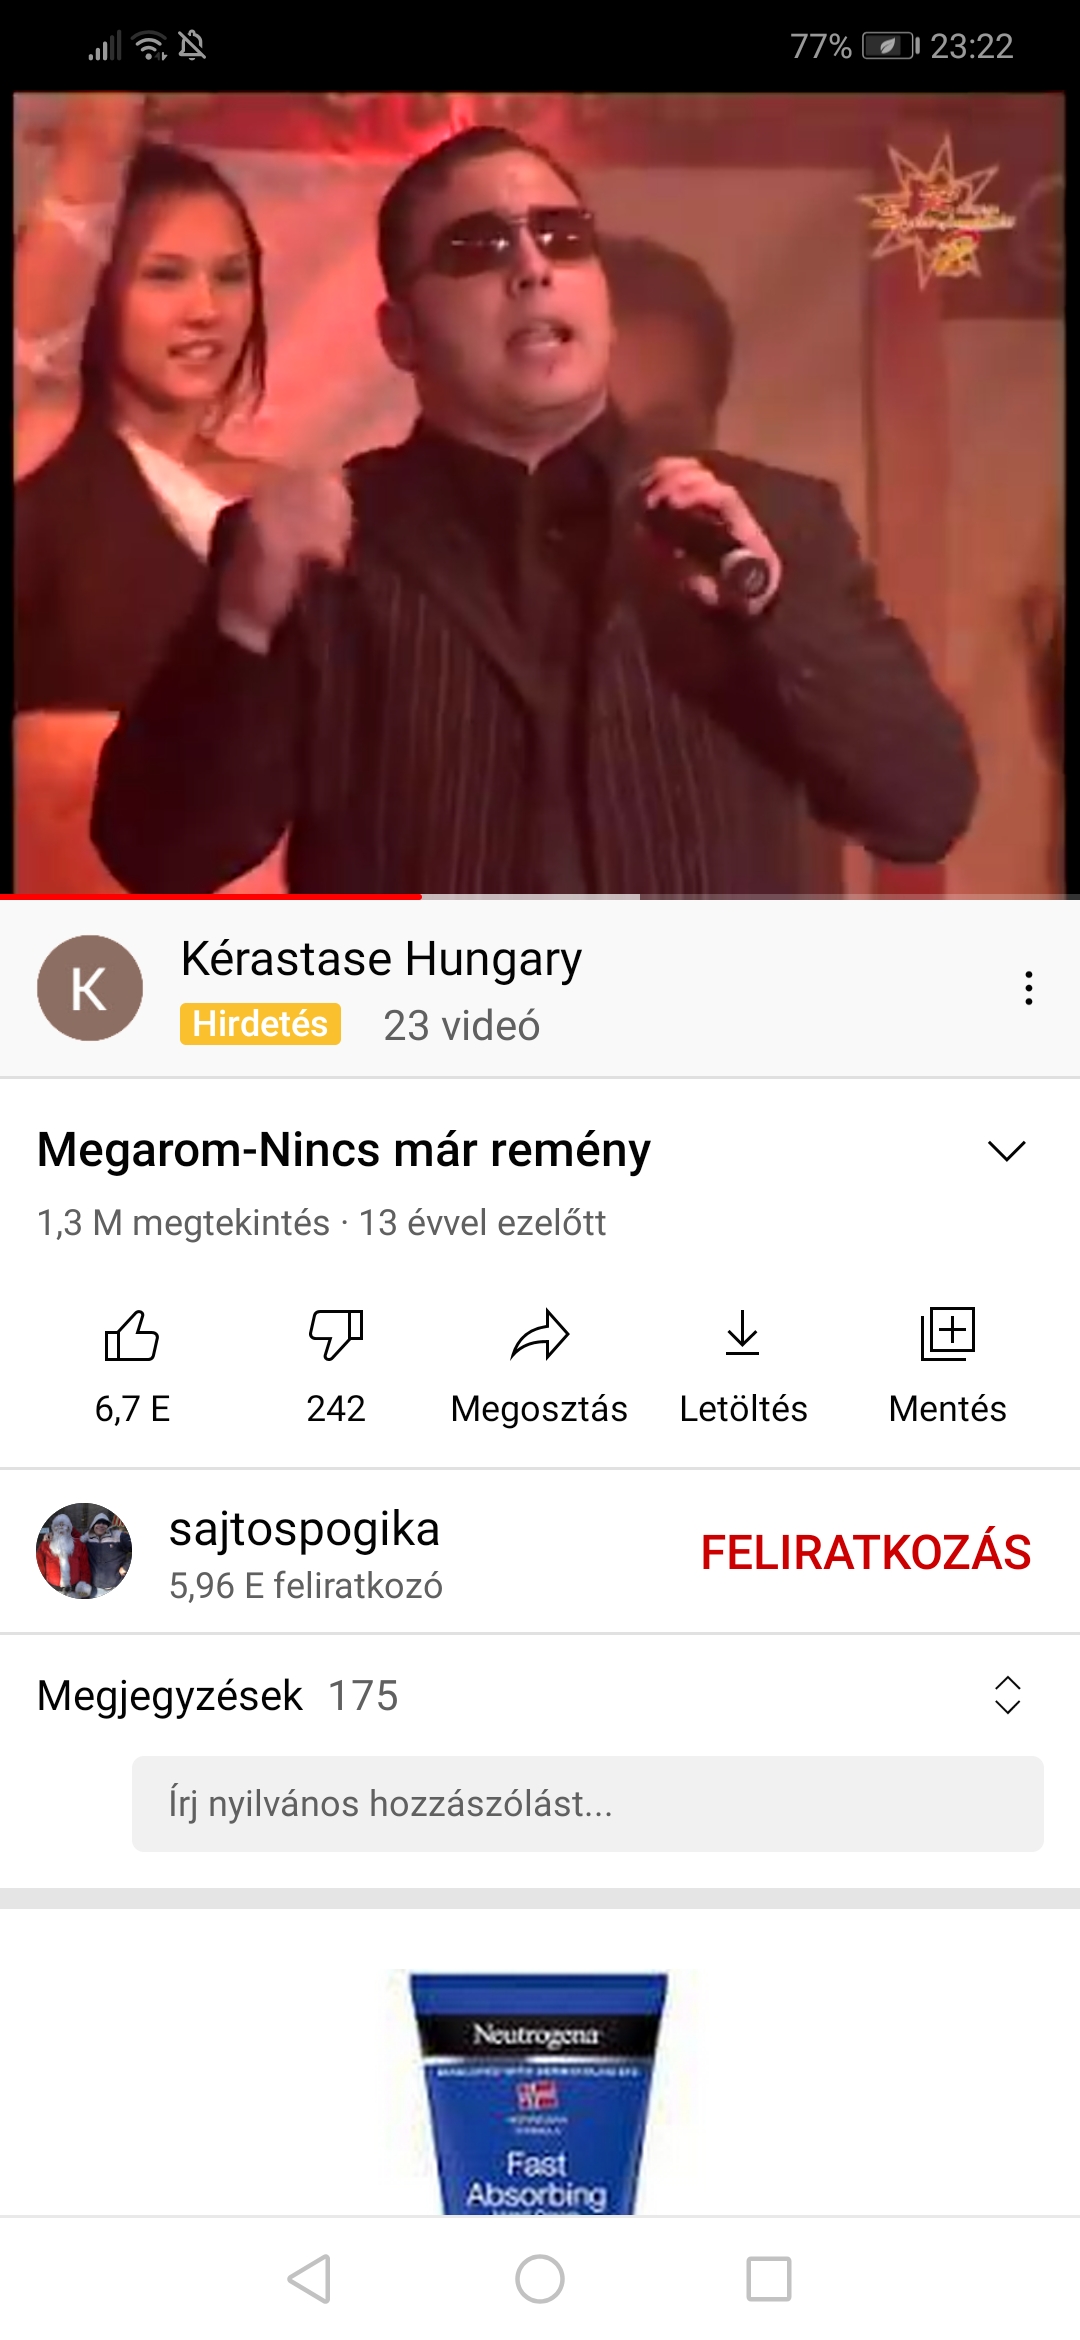 77% 23:22
Kérastase Hungary
K
Hirdetés 23 videó
Megarom-Nincs már remény
1,3 M megtekintés · 13 évvel ezelőtt
6,7 E 242 Megosztás Letöltés Mentés
sajtospogika
FELIRATKOZÁS
5,96 E feliratkozó
Megjegyzések 175
Írj nyilvános hozzászólást...
Neutrogena
Fast
Absorbing